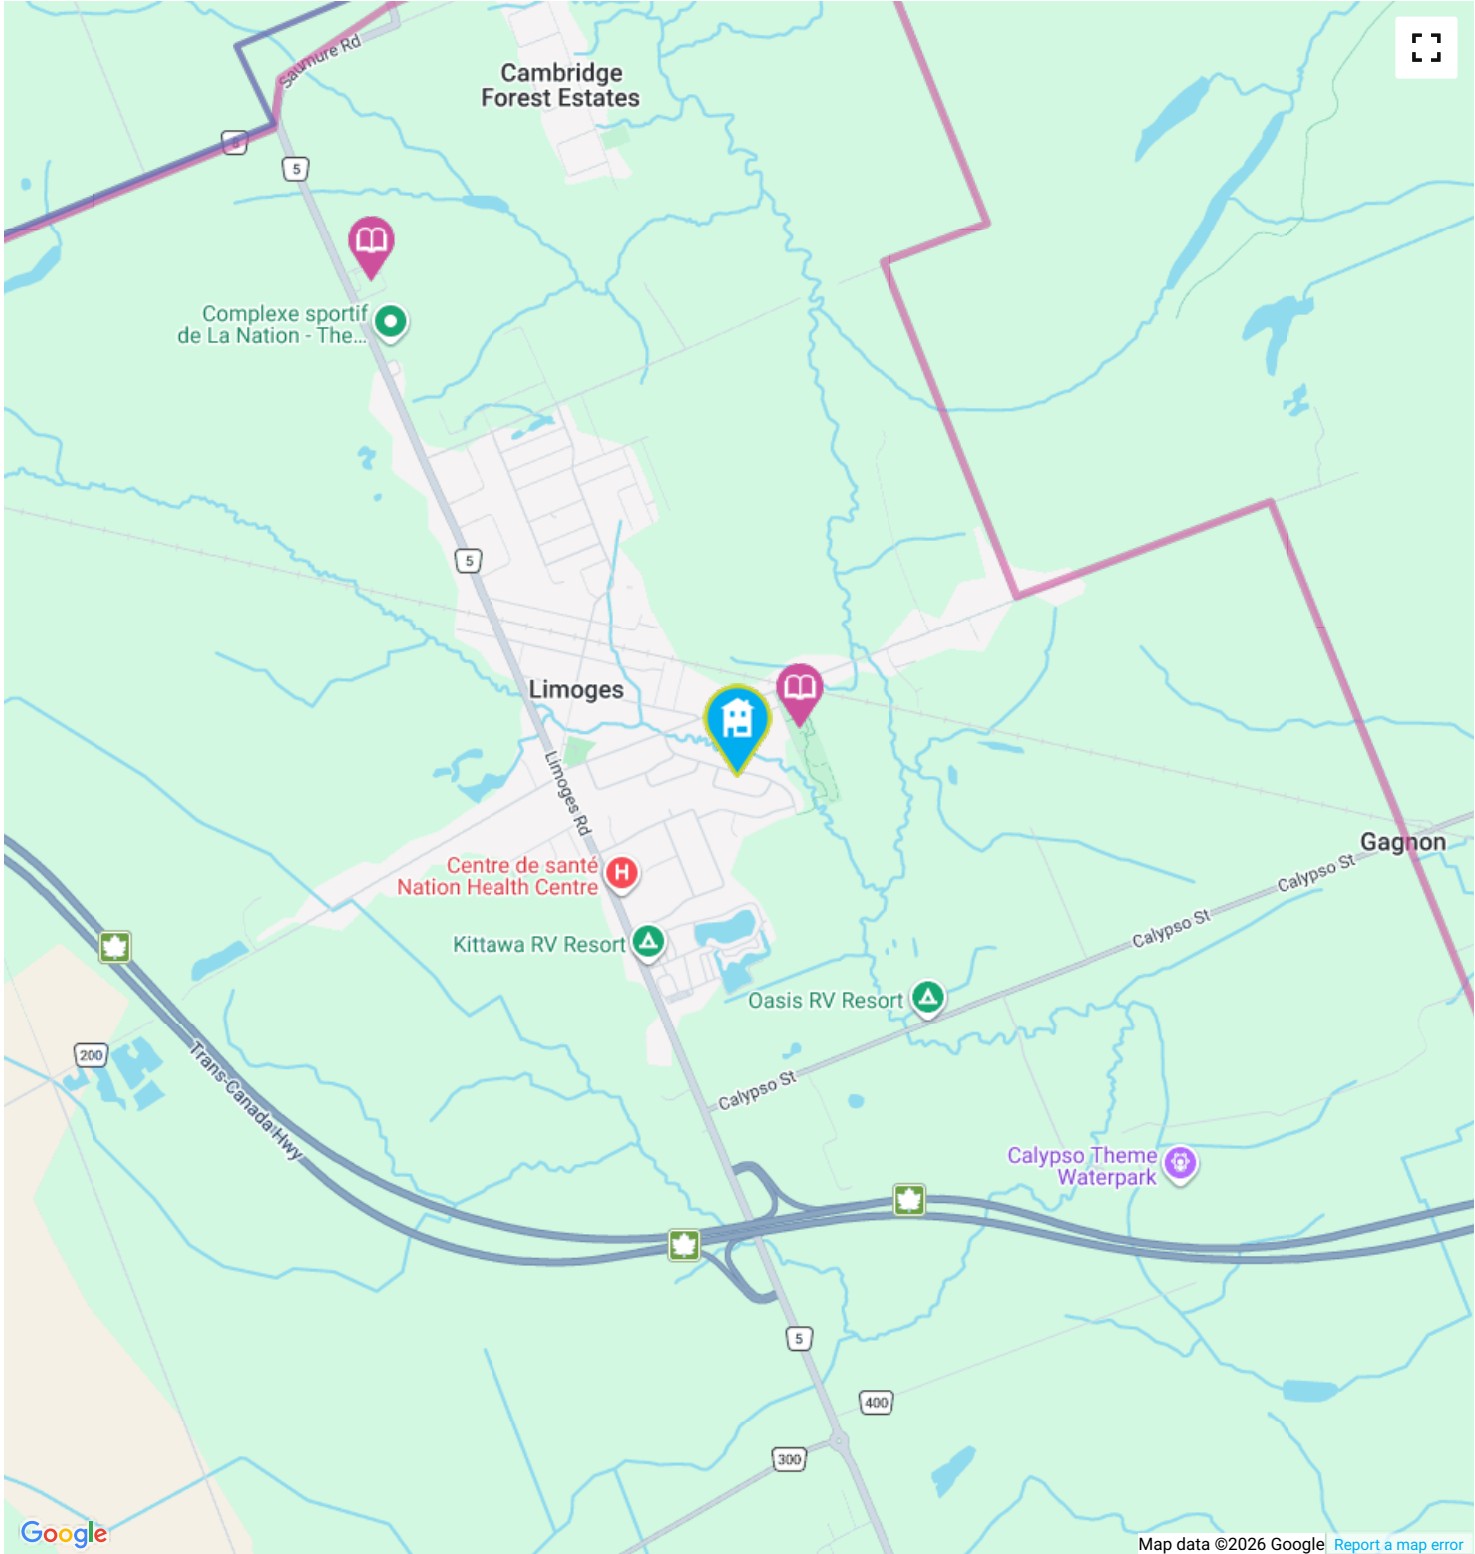 Saumure Rd
Cambridge
Forest Estates
8
5
Complexe sportif
de La Nation - The...
5
Limoges
Limoges Rd
Gagnon
Calypso St
Centre de santé
Nation Health Centre
H
Calypso St
Kittawa RV Resort
Oasis RV Resort
200
Trans-Canada Hwy
Calypso St
Calypso Theme
Waterpark
5
400
300
Google
Map data ©2026 Google
Report a map error